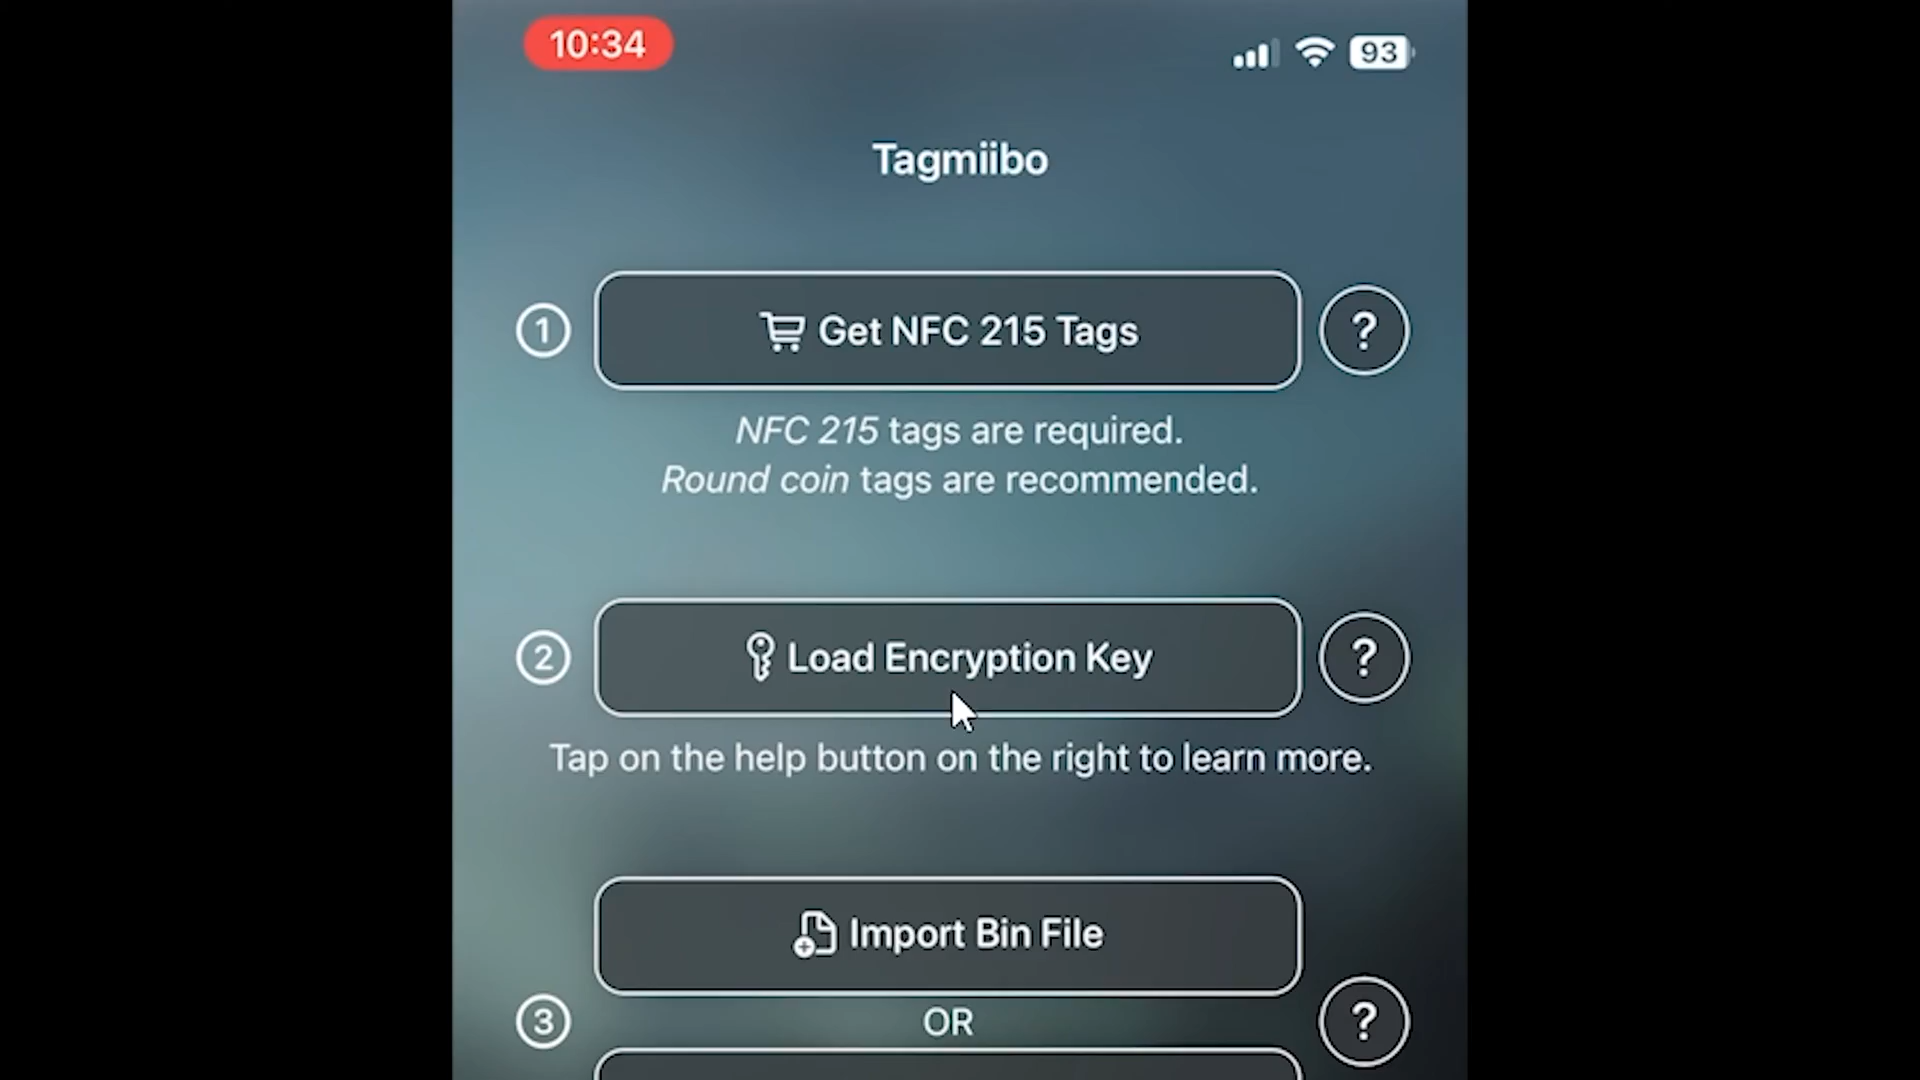 10:34
93
Tagmiibo
1
Get NFC 215 Tags
?
NFC 215 tags are required.
Round coin tags are recommended.
2
Load Encryption Key
?
Tap on the help button on the right to learn more.
Import Bin File
3
OR
?